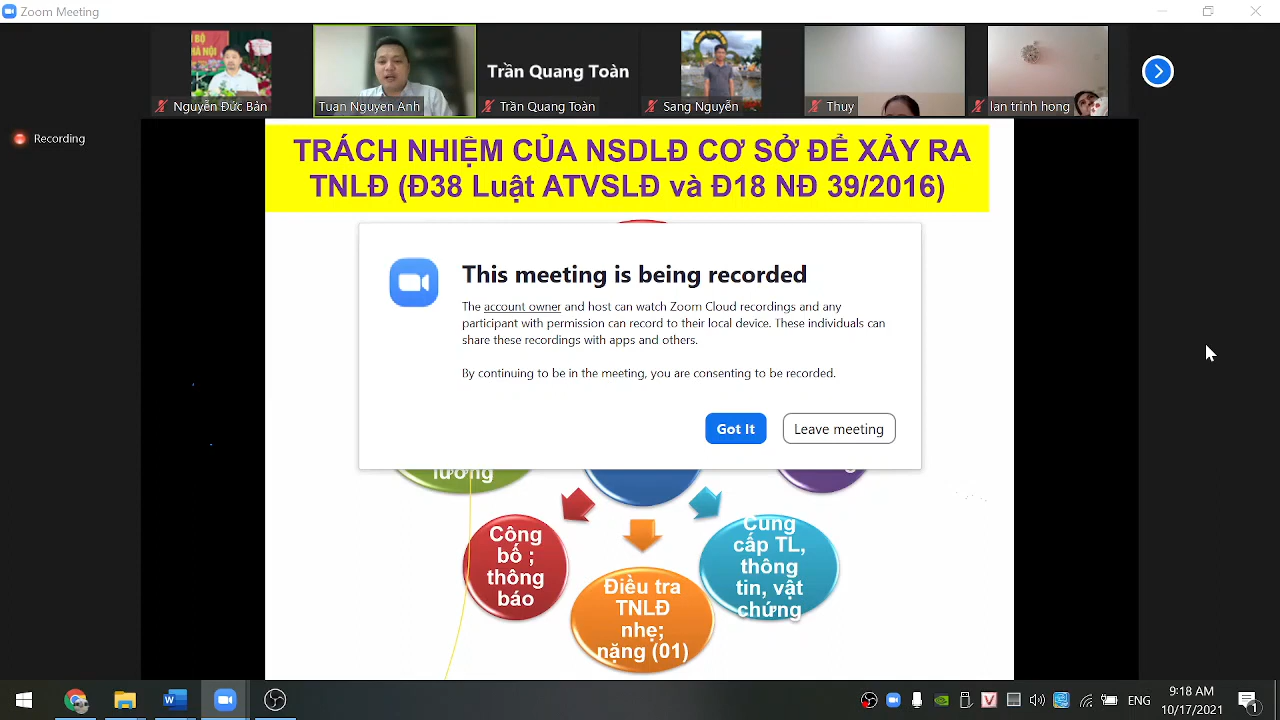 Zoom Meeting
BỘ
HÀ NỘI
Nguyễn Đức Bản
Tuan Nguyen Anh
Trần Quang Toàn
Trần Quang Toàn
Sang Nguyễn
Thuy
lan trinh hong
Recording
TRÁCH NHIỆM CỦA NSDLĐ CƠ SỞ ĐỂ XẢY RA
TNLĐ (Đ38 Luật ATVSLĐ và Đ18 NĐ 39/2016)
This meeting is being recorded
The account owner and host can watch Zoom Cloud recordings and any
participant with permission can record to their local device. These individuals can
share these recordings with apps and others.
By continuing to be in the meeting, you are consenting to be recorded.
Got It
Leave meeting
lương
Công
bố ;
thông
báo
Điều tra
TNLĐ
nhẹ;
nặng (01)
Cung
cấp TL,
thông
tin, vật
chứng
ENG
9:18 AM
10/17/2021
1